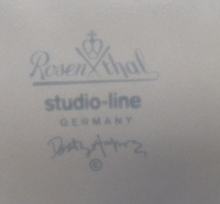 Rosenthal
studio-line
GERMANY
©